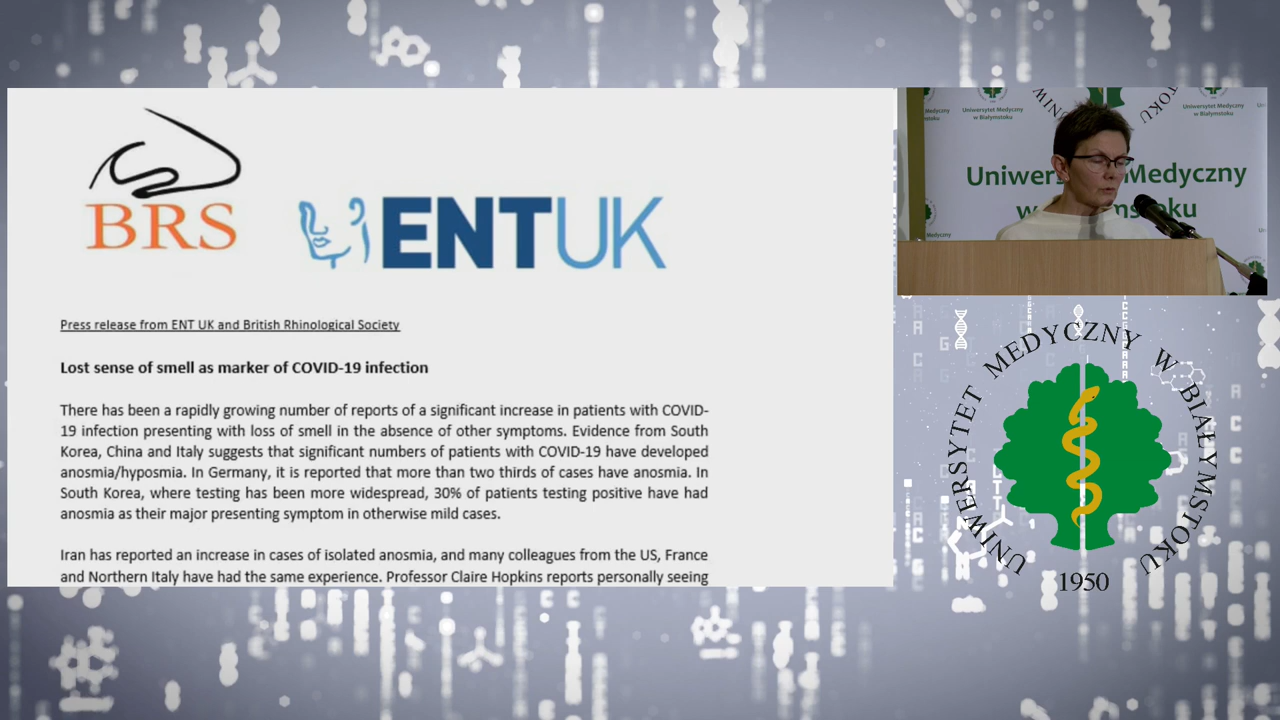 BRS
ENTUK
Press release from ENT UK and British Rhinological Society
Lost sense of smell as marker of COVID-19 infection
There has been a rapidly growing number of reports of a significant increase in patients with COVID-
19 infection presenting with loss of smell in the absence of other symptoms. Evidence from South
Korea, China and Italy suggests that significant numbers of patients with COVID-19 have developed
anosmia/hyposmia. In Germany, it is reported that more than two thirds of cases have anosmia. In
South Korea, where testing has been more widespread, 30% of patients testing positive have had
anosmia as their major presenting symptom in otherwise mild cases.
Iran has reported an increase in cases of isolated anosmia, and many colleagues from the US, France
and Northern Italy have had the same experience. Professor Claire Hopkins reports personally seeing
Uniwersytet Medyczny
w Białymstoku
Uniwersytet Medyczny
w Białymstoku
Medyczny
UNIWERSYTET MEDYCZNY W BIAŁYMSTOKU
1950